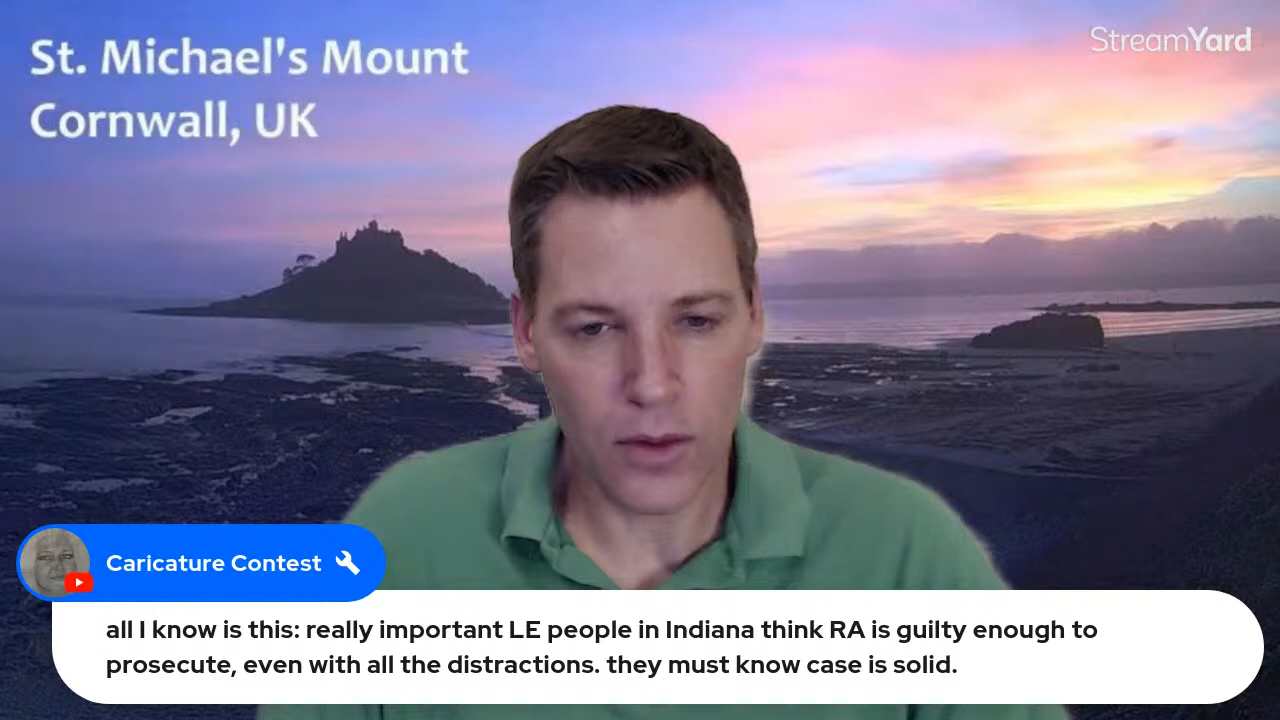 St. Michael's Mount
Cornwall, UK
StreamYard
Caricature Contest
all I know is this: really important LE people in Indiana think RA is guilty enough to
prosecute, even with all the distractions. they must know case is solid.